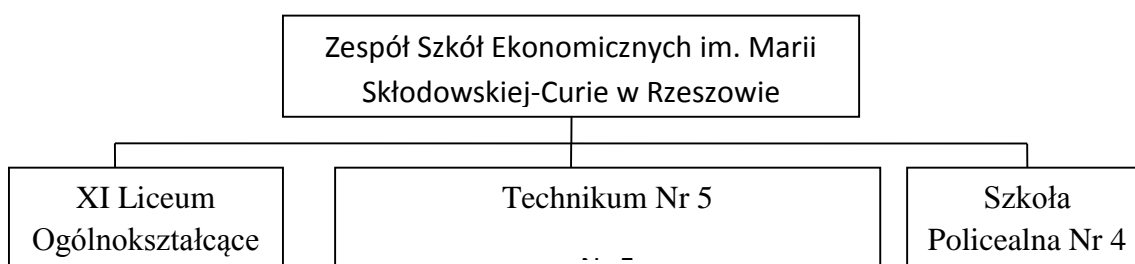 Zespół Szkół Ekonomicznych im. Marii
Skłodowskiej-Curie w Rzeszowie
XI Liceum
Ogólnokształcące
Technikum Nr 5
Szkoła
Policealna Nr 4